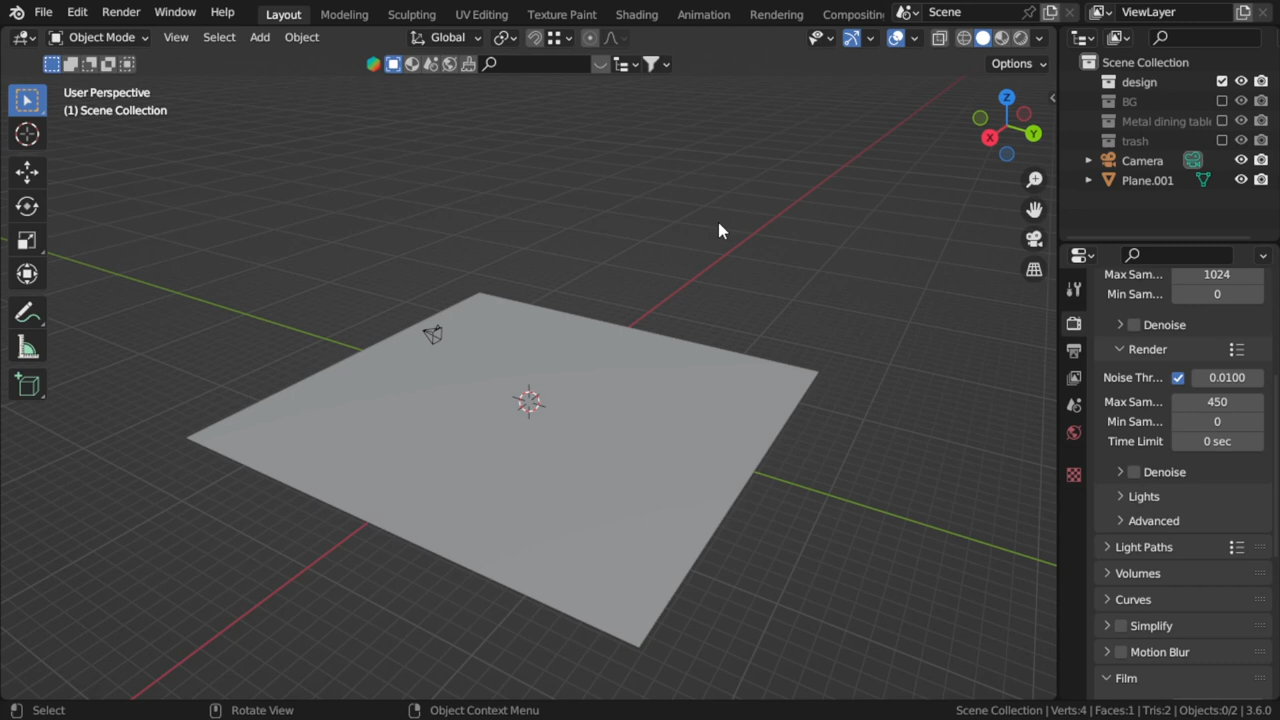 File Edit Render Window Help Layout Modeling Sculpting UV Editing Texture Paint Shading Animation Rendering Compositinę Scene ViewLayer
Object Mode View Select Add Object Global
Options
User Perspective
(1) Scene Collection
Z
Y
X
Scene Collection
design
BG
Metal dining table
trash
Camera
Plane.001
Max Sam... 1024
Min Sam... 0
Denoise
Render
Noise Thr... 0.0100
Max Sam... 450
Min Sam... 0
Time Limit 0 sec
Denoise
Lights
Advanced
Light Paths
Volumes
Curves
Simplify
Motion Blur
Film
Select Rotate View Object Context Menu Scene Collection | Verts:4 | Faces:1 | Tris:2 | Objects:0/2 | 3.6.0